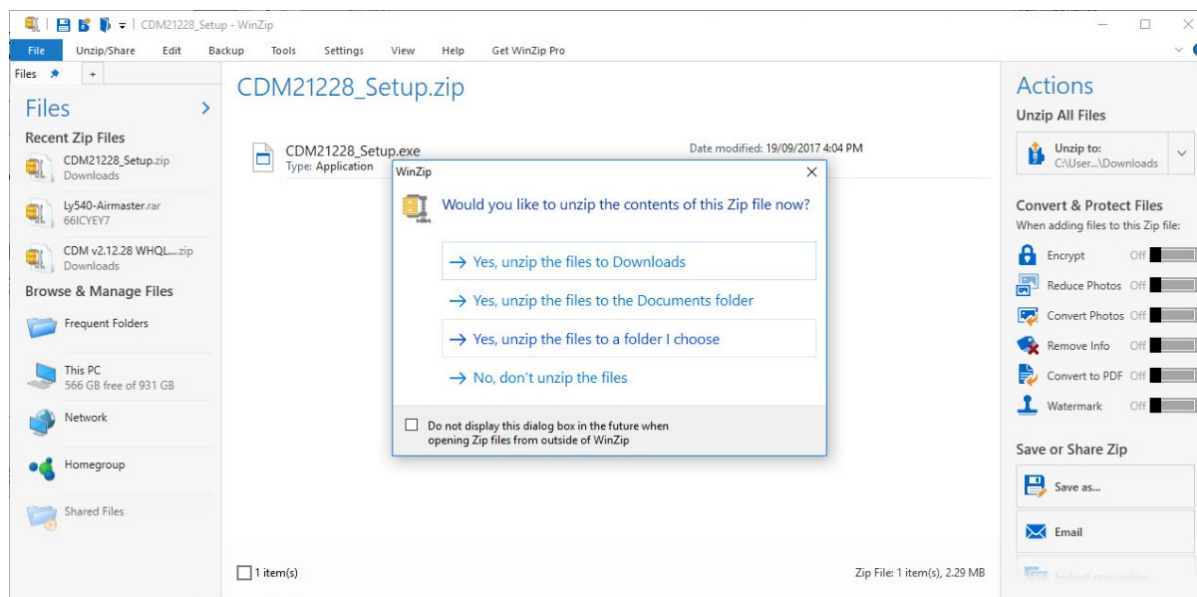 CDM21228_Setup - WinZip
File Unzip/Share Edit Backup Tools Settings View Help Get WinZip Pro
Files +
Files
Recent Zip Files
CDM21228_Setup.zip
Downloads
Ly540-Airmaster.rar
66ICYEY7
CDM v2.12.28 WHQL....zip
Downloads
Browse & Manage Files
Frequent Folders
This PC
566 GB free of 931 GB
Network
Homegroup
Shared Files
CDM21228_Setup.zip
CDM21228_Setup.exe
Type: Application
Date modified: 19/09/2017 4:04 PM
WinZip
Would you like to unzip the contents of this Zip file now?
Yes, unzip the files to Downloads
Yes, unzip the files to the Documents folder
Yes, unzip the files to a folder I choose
No, don't unzip the files
Do not display this dialog box in the future when
opening Zip files from outside of WinZip
1 item(s)
Zip File: 1 item(s), 2.29 MB
Actions
Unzip All Files
Unzip to:
C:\User...\Downloads
Convert & Protect Files
When adding files to this Zip file:
Encrypt Off
Reduce Photos Off
Convert Photos Off
Remove Info Off
Convert to PDF Off
Watermark Off
Save or Share Zip
Save as...
Email
Instant messaging